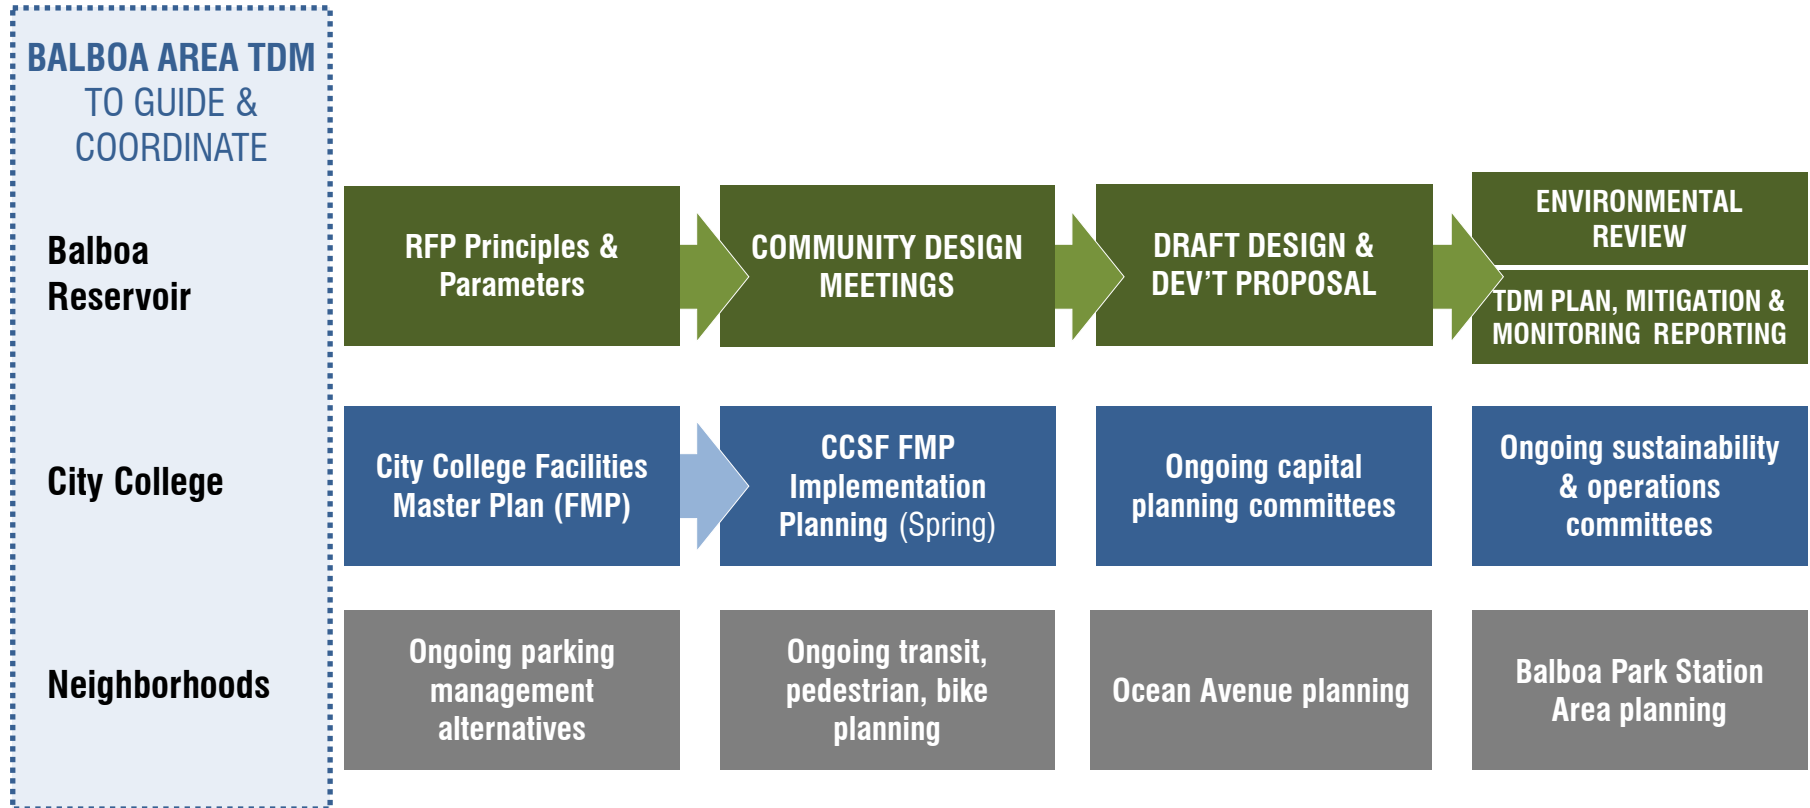 BALBOA AREA TDM
TO GUIDE &
COORDINATE
Balboa
Reservoir
RFP Principles &
Parameters
COMMUNITY DESIGN
MEETINGS
DRAFT DESIGN &
DEV'T PROPOSAL
ENVIRONMENTAL
REVIEW
TDM PLAN, MITIGATION &
MONITORING REPORTING
City College
City College Facilities
Master Plan (FMP)
CCSF FMP
Implementation
Planning (Spring)
Ongoing capital
planning committees
Ongoing sustainability
& operations
committees
Neighborhoods
Ongoing parking
management
alternatives
Ongoing transit,
pedestrian, bike
planning
Ocean Avenue planning
Balboa Park Station
Area planning